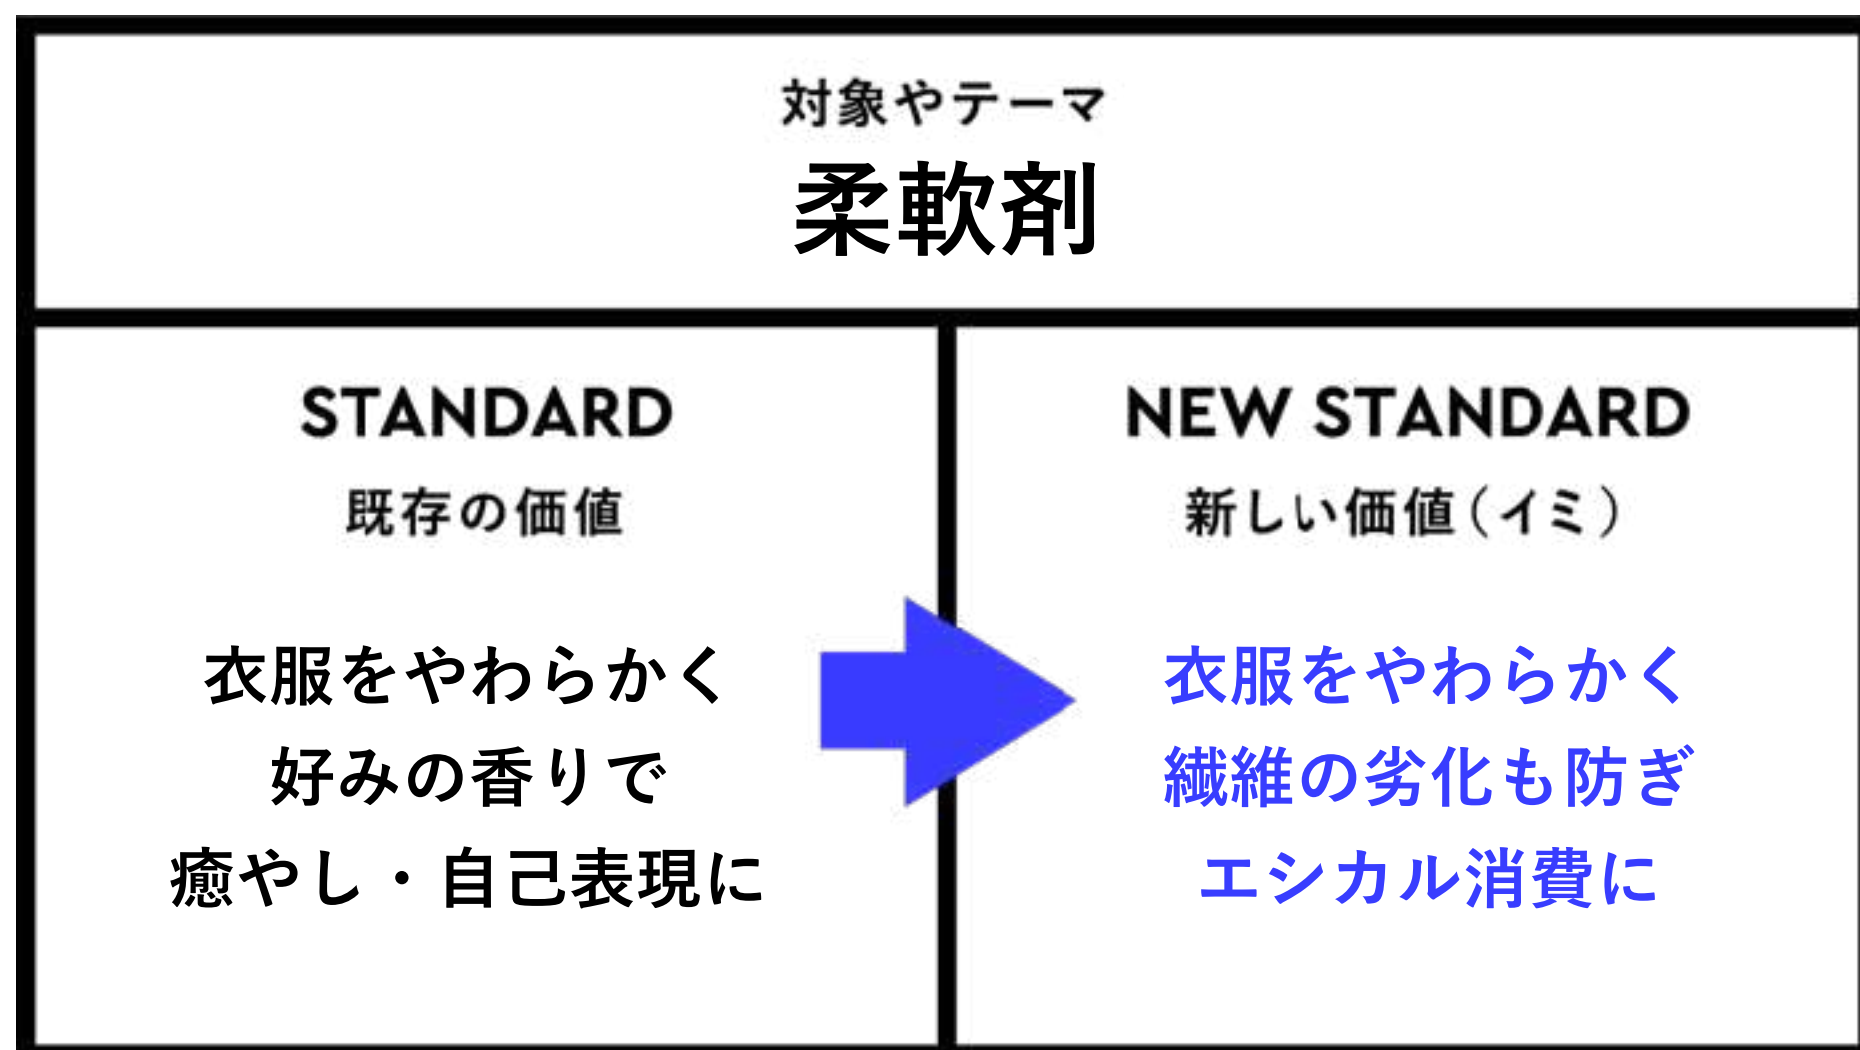 対象やテーマ
柔軟剤
STANDARD
既存の価値
衣服をやわらかく
好みの香りで
癒やし・自己表現に
NEW STANDARD
新しい価値(イミ)
衣服をやわらかく
繊維の劣化も防ぎ
エシカル消費に